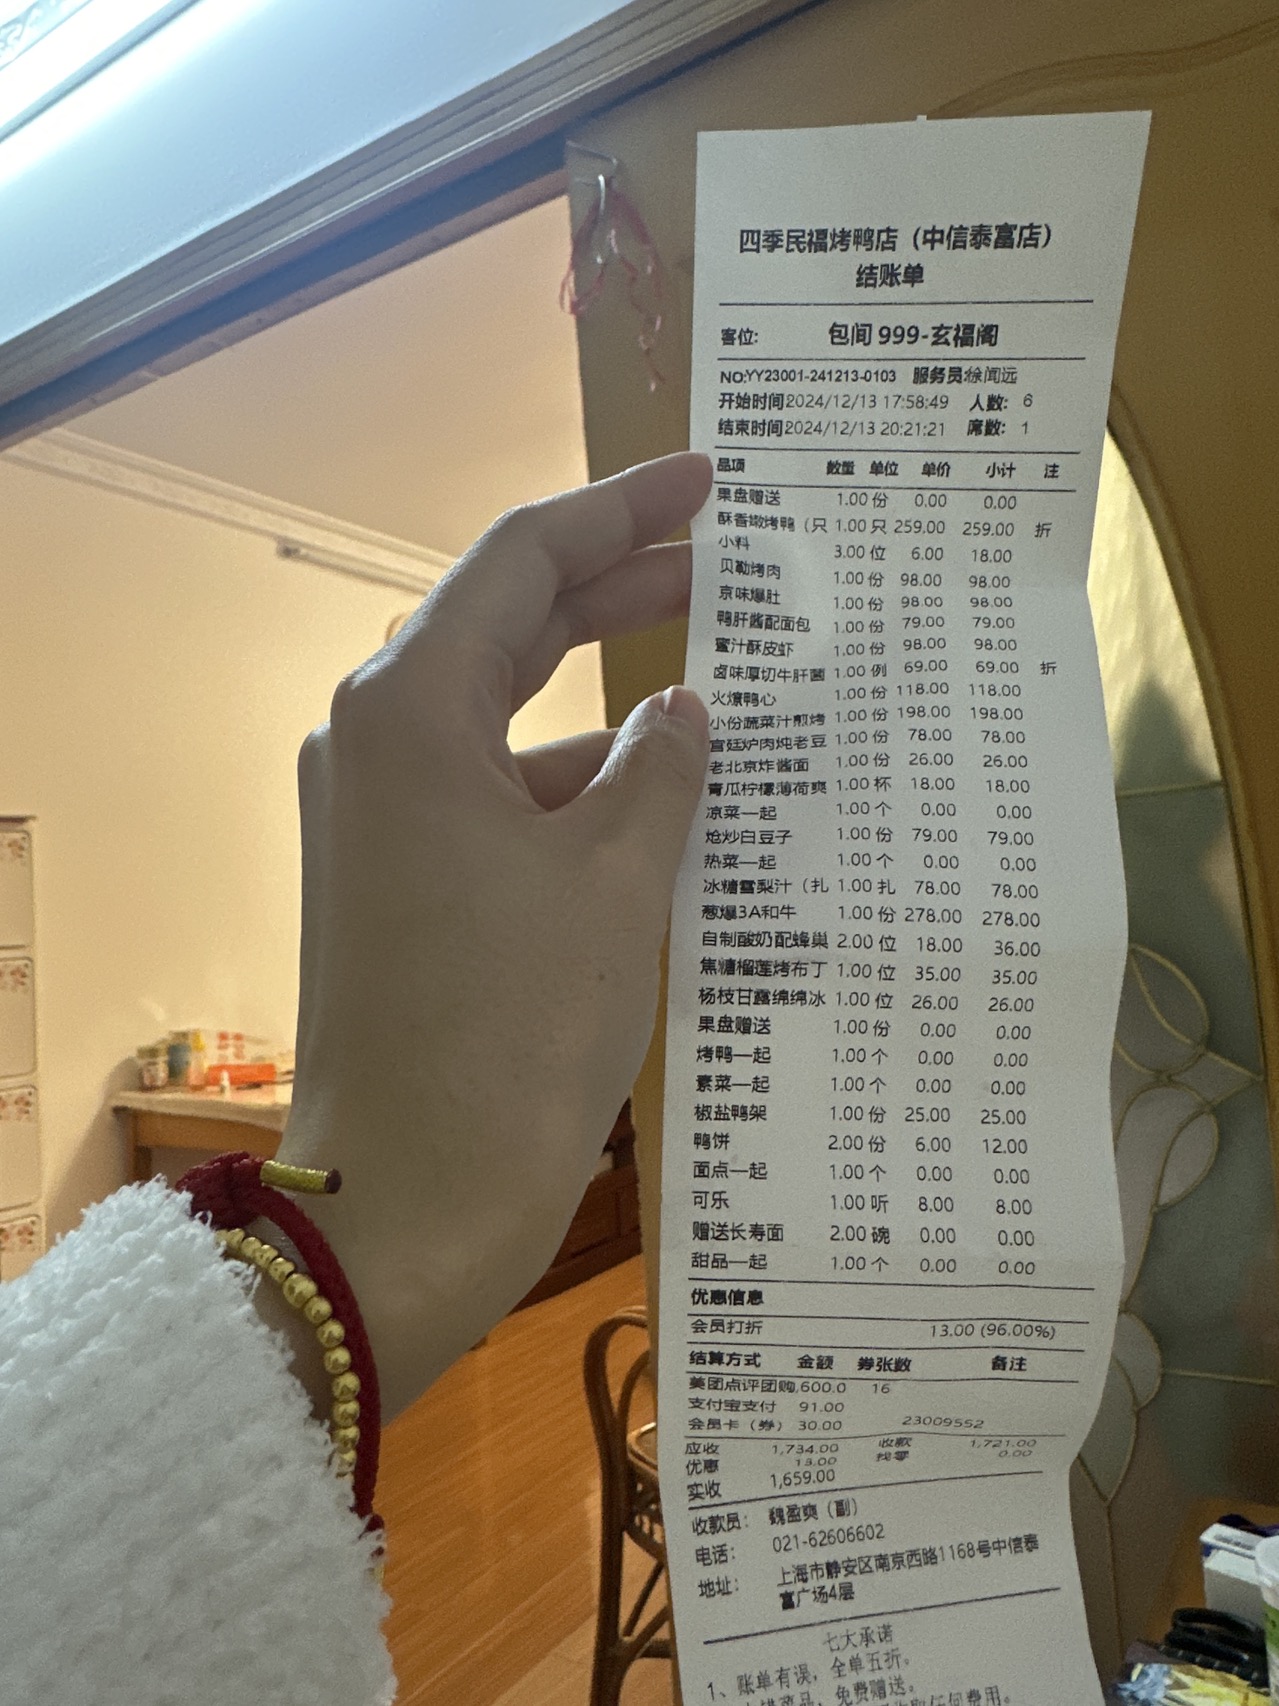 四季民福烤鸭店（中信泰富店）
结账单
客位: 包间 999-玄福阁
NO:YY23001-241213-0103 服务员:徐闻远
开始时间2024/12/13 17:58:49 人数: 6
结束时间2024/12/13 20:21:21 席数: 1
品项 数量 单位 单价 小计 注
果盘赠送 1.00 份 0.00 0.00
酥香嫩烤鸭（只 1.00 只 259.00 259.00 折
小料 3.00 位 6.00 18.00
贝勒烤肉 1.00 份 98.00 98.00
京味爆肚 1.00 份 98.00 98.00
鸭肝酱配面包 1.00 份 79.00 79.00
蜜汁酥皮虾 1.00 份 98.00 98.00
卤味厚切牛肝菌 1.00 例 69.00 69.00 折
火燎鸭心 1.00 份 118.00 118.00
小份蔬菜汁煎烤 1.00 份 198.00 198.00
宫廷炉肉炖老豆 1.00 份 78.00 78.00
老北京炸酱面 1.00 份 26.00 26.00
青瓜柠檬薄荷爽 1.00 杯 18.00 18.00
凉菜一起 1.00 个 0.00 0.00
炝炒白豆子 1.00 份 79.00 79.00
热菜一起 1.00 个 0.00 0.00
冰糖雪梨汁（扎 1.00 扎 78.00 78.00
葱爆3A和牛 1.00 份 278.00 278.00
自制酸奶配蜂巢 2.00 位 18.00 36.00
焦糖榴莲烤布丁 1.00 位 35.00 35.00
杨枝甘露绵绵冰 1.00 位 26.00 26.00
果盘赠送 1.00 份 0.00 0.00
烤鸭一起 1.00 个 0.00 0.00
素菜一起 1.00 个 0.00 0.00
椒盐鸭架 1.00 份 25.00 25.00
鸭饼 2.00 份 6.00 12.00
面点一起 1.00 个 0.00 0.00
可乐 1.00 听 8.00 8.00
赠送长寿面 2.00 碗 0.00 0.00
甜品一起 1.00 个 0.00 0.00
优惠信息
会员打折 13.00 (96.00%)
结算方式 金额 券张数 备注
美团点评团购,600.0 16
支付宝支付 91.00
会员卡（券） 30.00 23009552
应收 1,734.00 收款 1,721.00
优惠 13.00 找零 0.00
实收 1,659.00
收款员: 魏盈爽（副）
电话: 021-62606602
地址: 上海市静安区南京西路1168号中信泰
富广场4层
七大承诺
1、账单有误，全单五折。
菜品，免费赠送。
任何费用。